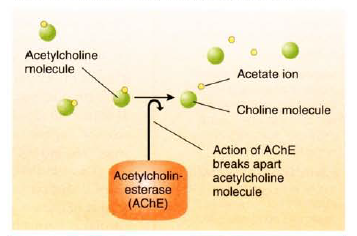 Acetylcholine
molecule
Acetate ion
Choline molecule
Action of AChE
breaks apart
acetylcholine
molecule
Acetylcholin-
esterase
(AChE)